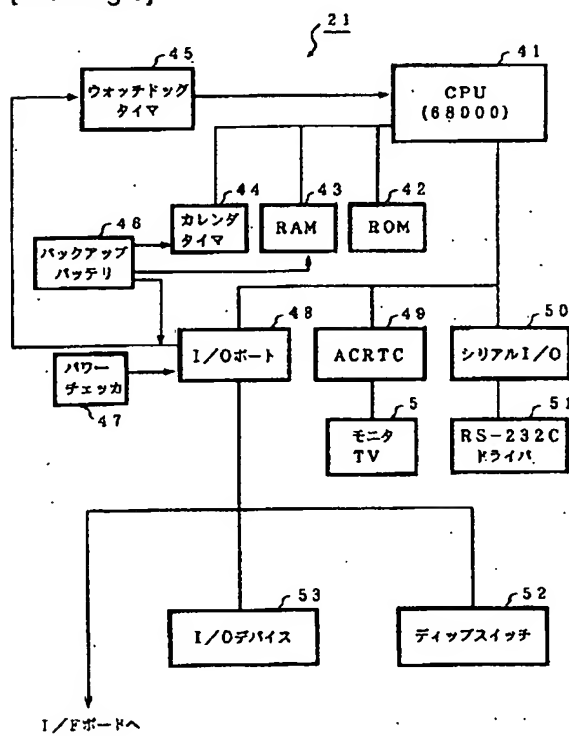 21
45
ウォッチドッグ
タイマ
41
CPU
(68000)
44
カレンダ
タイマ
43
RAM
42
ROM
46
バックアップ
バッテリ
48
I/Oポート
49
ACRTC
50
シリアルI/O
パワー
チェッカ
47
5
モニタ
TV
51
RS-232C
ドライバ
53
I/Oデバイス
52
ディップスイッチ
I/Fボードへ